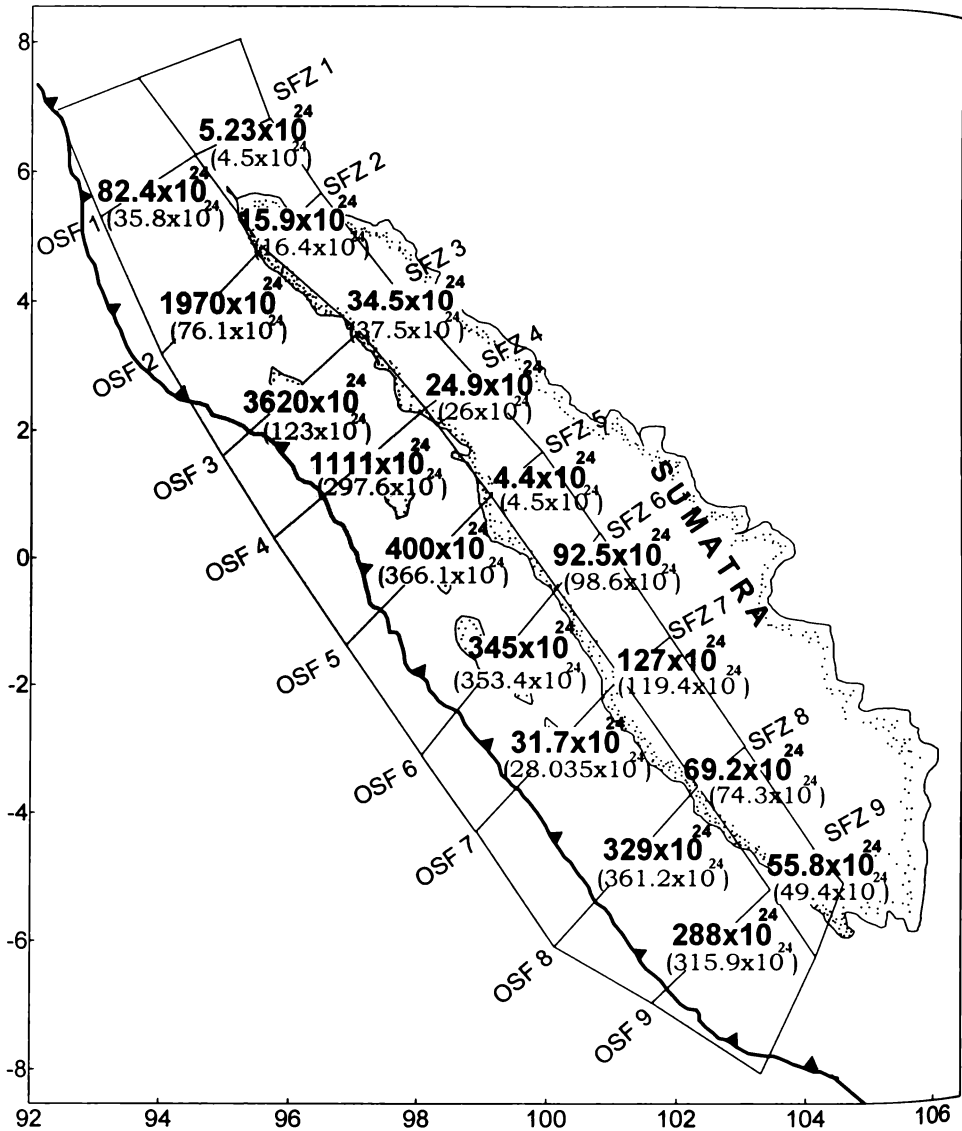 8
6
4
2
0
-2
-4
-6
-8
92
94
96
98
100
102
104
106
SFZ 1
5.23x10^24
(4.5x10^24)
SFZ 2
82.4x10^24
(35.8x10^24)
OSF 1
15.9x10^24
(16.4x10^24)
SFZ 3
1970x10^24
(76.1x10^24)
34.5x10^24
(37.5x10^24)
SFZ 4
OSF 2
3620x10^24
(123x10^24)
24.9x10^24
(26x10^24)
SFZ 5
OSF 3
1111x10^24
(297.6x10^24)
4.4x10^24
(4.5x10^24)
SFZ 6
SUMATRA
OSF 4
400x10^24
(366.1x10^24)
92.5x10^24
(98.6x10^24)
SFZ 7
OSF 5
345x10^24
(353.4x10^24)
127x10^24
(119.4x10^24)
SFZ 8
OSF 6
31.7x10^24
(28.035x10^24)
69.2x10^24
(74.3x10^24)
SFZ 9
OSF 7
329x10^24
(361.2x10^24)
55.8x10^24
(49.4x10^24)
OSF 8
288x10^24
(315.9x10^24)
OSF 9